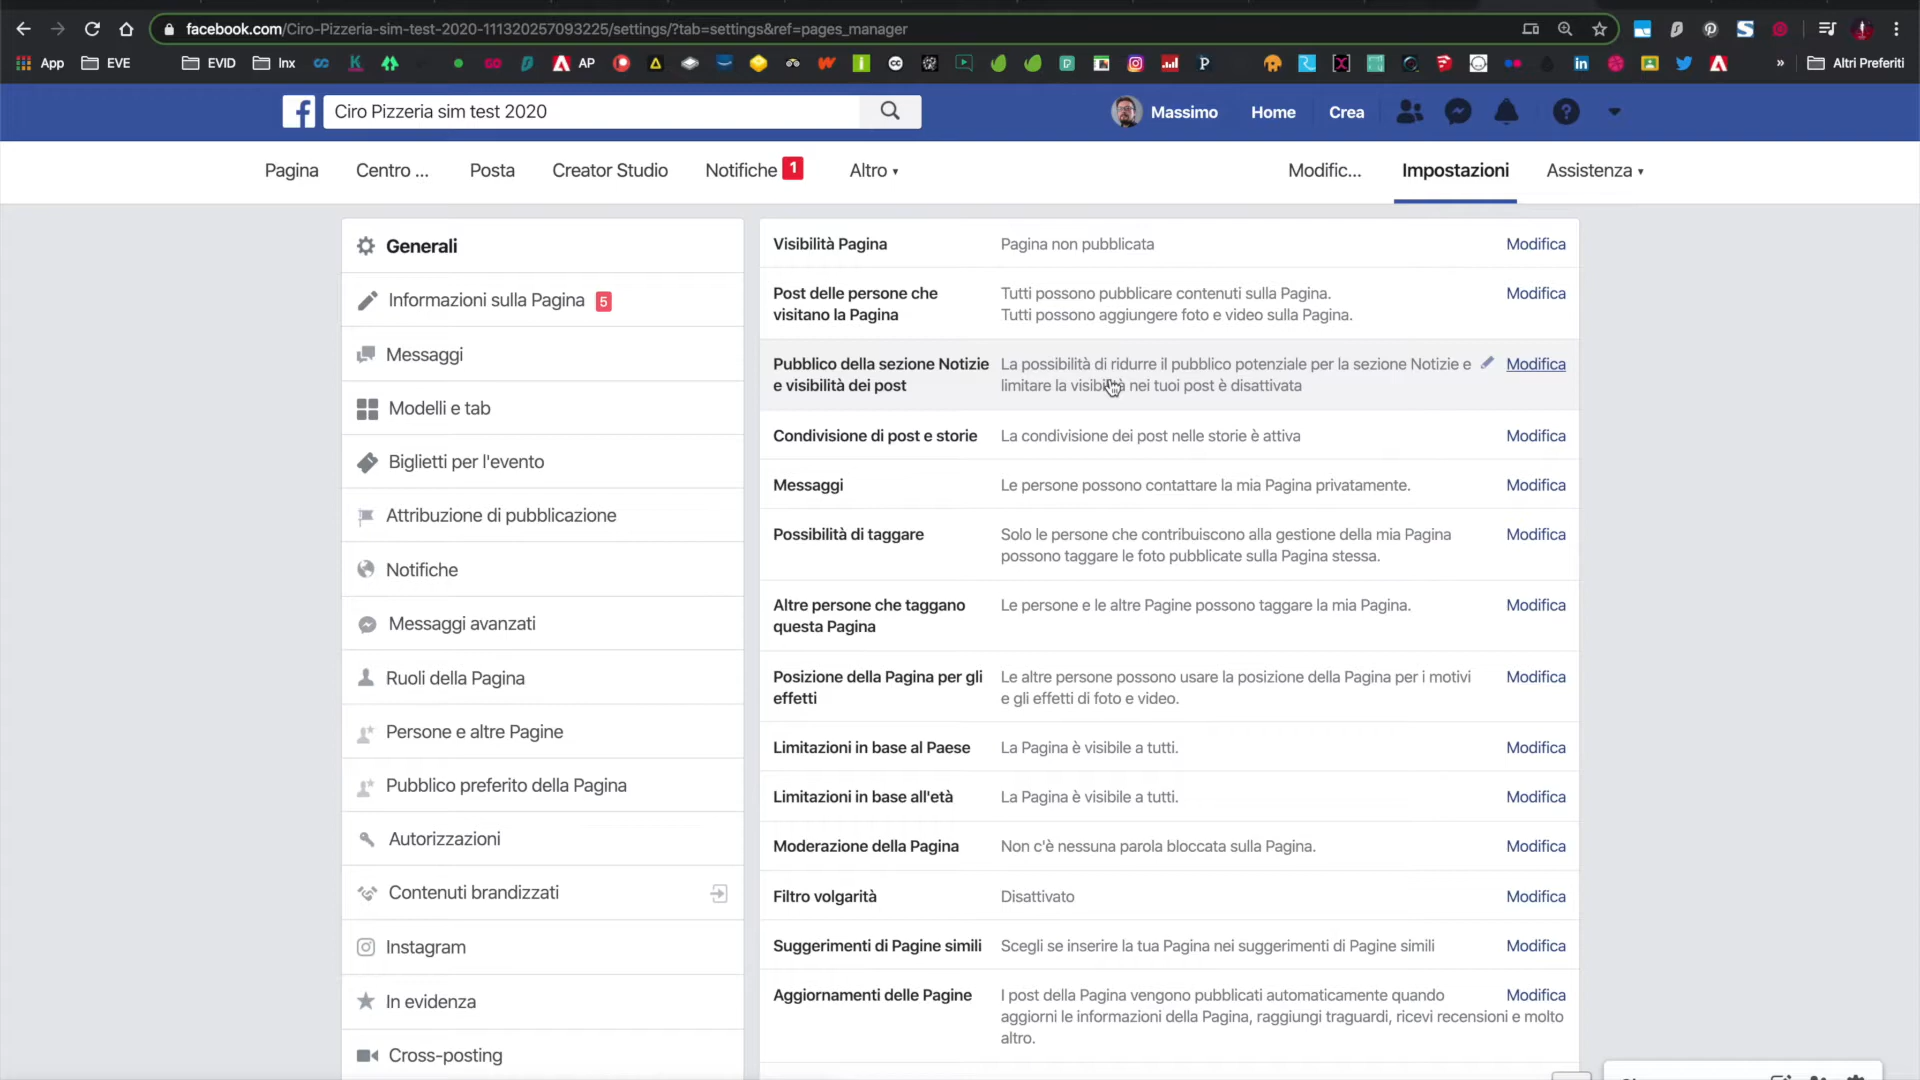 facebook.com/Ciro-Pizzeria-sim-test-2020-111320257093225/settings/?tab=settings&ref=pages_manager
App EVE EVID Inx AP Altri Preferiti
Ciro Pizzeria sim test 2020
Massimo Home Crea
Pagina Centro ... Posta Creator Studio Notifiche 1 Altro Modific... Impostazioni Assistenza
Generali
Informazioni sulla Pagina 5
Messaggi
Modelli e tab
Biglietti per l'evento
Attribuzione di pubblicazione
Notifiche
Messaggi avanzati
Ruoli della Pagina
Persone e altre Pagine
Pubblico preferito della Pagina
Autorizzazioni
Contenuti brandizzati
Instagram
In evidenza
Cross-posting
Visibilità Pagina Pagina non pubblicata Modifica
Post delle persone che Tutti possono pubblicare contenuti sulla Pagina. Modifica
visitano la Pagina Tutti possono aggiungere foto e video sulla Pagina.
Pubblico della sezione Notizie La possibilità di ridurre il pubblico potenziale per la sezione Notizie e Modifica
e visibilità dei post limitare la visibilità nei tuoi post è disattivata
Condivisione di post e storie La condivisione dei post nelle storie è attiva Modifica
Messaggi Le persone possono contattare la mia Pagina privatamente. Modifica
Possibilità di taggare Solo le persone che contribuiscono alla gestione della mia Pagina Modifica
possono taggare le foto pubblicate sulla Pagina stessa.
Altre persone che taggano Le persone e le altre Pagine possono taggare la mia Pagina. Modifica
questa Pagina
Posizione della Pagina per gli Le altre persone possono usare la posizione della Pagina per i motivi Modifica
effetti e gli effetti di foto e video.
Limitazioni in base al Paese La Pagina è visibile a tutti. Modifica
Limitazioni in base all'età La Pagina è visibile a tutti. Modifica
Moderazione della Pagina Non c'è nessuna parola bloccata sulla Pagina. Modifica
Filtro volgarità Disattivato Modifica
Suggerimenti di Pagine simili Scegli se inserire la tua Pagina nei suggerimenti di Pagine simili Modifica
Aggiornamenti delle Pagine I post della Pagina vengono pubblicati automaticamente quando Modifica
aggiorni le informazioni della Pagina, raggiungi traguardi, ricevi recensioni e molto
altro.